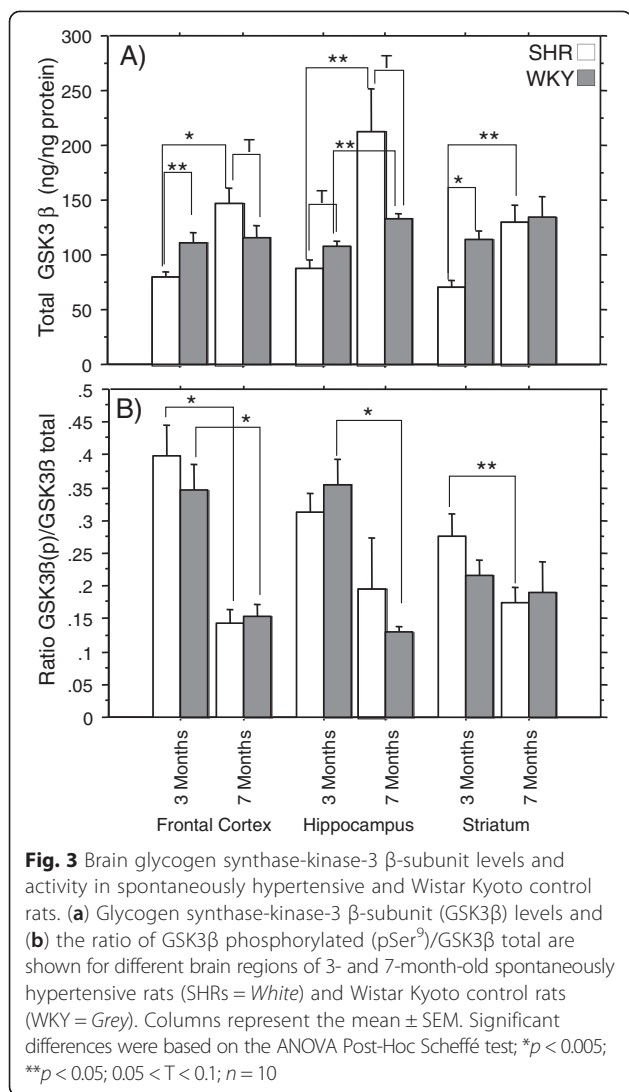 300
250
200
150
100
50
0
Total GSK3 β (ng/ng protein)
A)
SHR
WKY
*
**
T
**
T
**
T
**
*
.5
.45
.4
.35
.3
.25
.2
.15
.1
.05
0
Ratio GSK3ß(p)/GSK3ß total
B)
*
*
*
**
3 Months
7 Months
3 Months
7 Months
3 Months
7 Months
Frontal Cortex
Hippocampus
Striatum
Fig. 3 Brain glycogen synthase-kinase-3 β-subunit levels and
activity in spontaneously hypertensive and Wistar Kyoto control
rats. (a) Glycogen synthase-kinase-3 β-subunit (GSK3β) levels and
(b) the ratio of GSK3β phosphorylated (pSer⁹)/GSK3β total are
shown for different brain regions of 3- and 7-month-old spontaneously
hypertensive rats (SHRs = White) and Wistar Kyoto control rats
(WKY = Grey). Columns represent the mean ± SEM. Significant
differences were based on the ANOVA Post-Hoc Scheffé test; *p < 0.005;
**p < 0.05; 0.05 < T < 0.1; n = 10